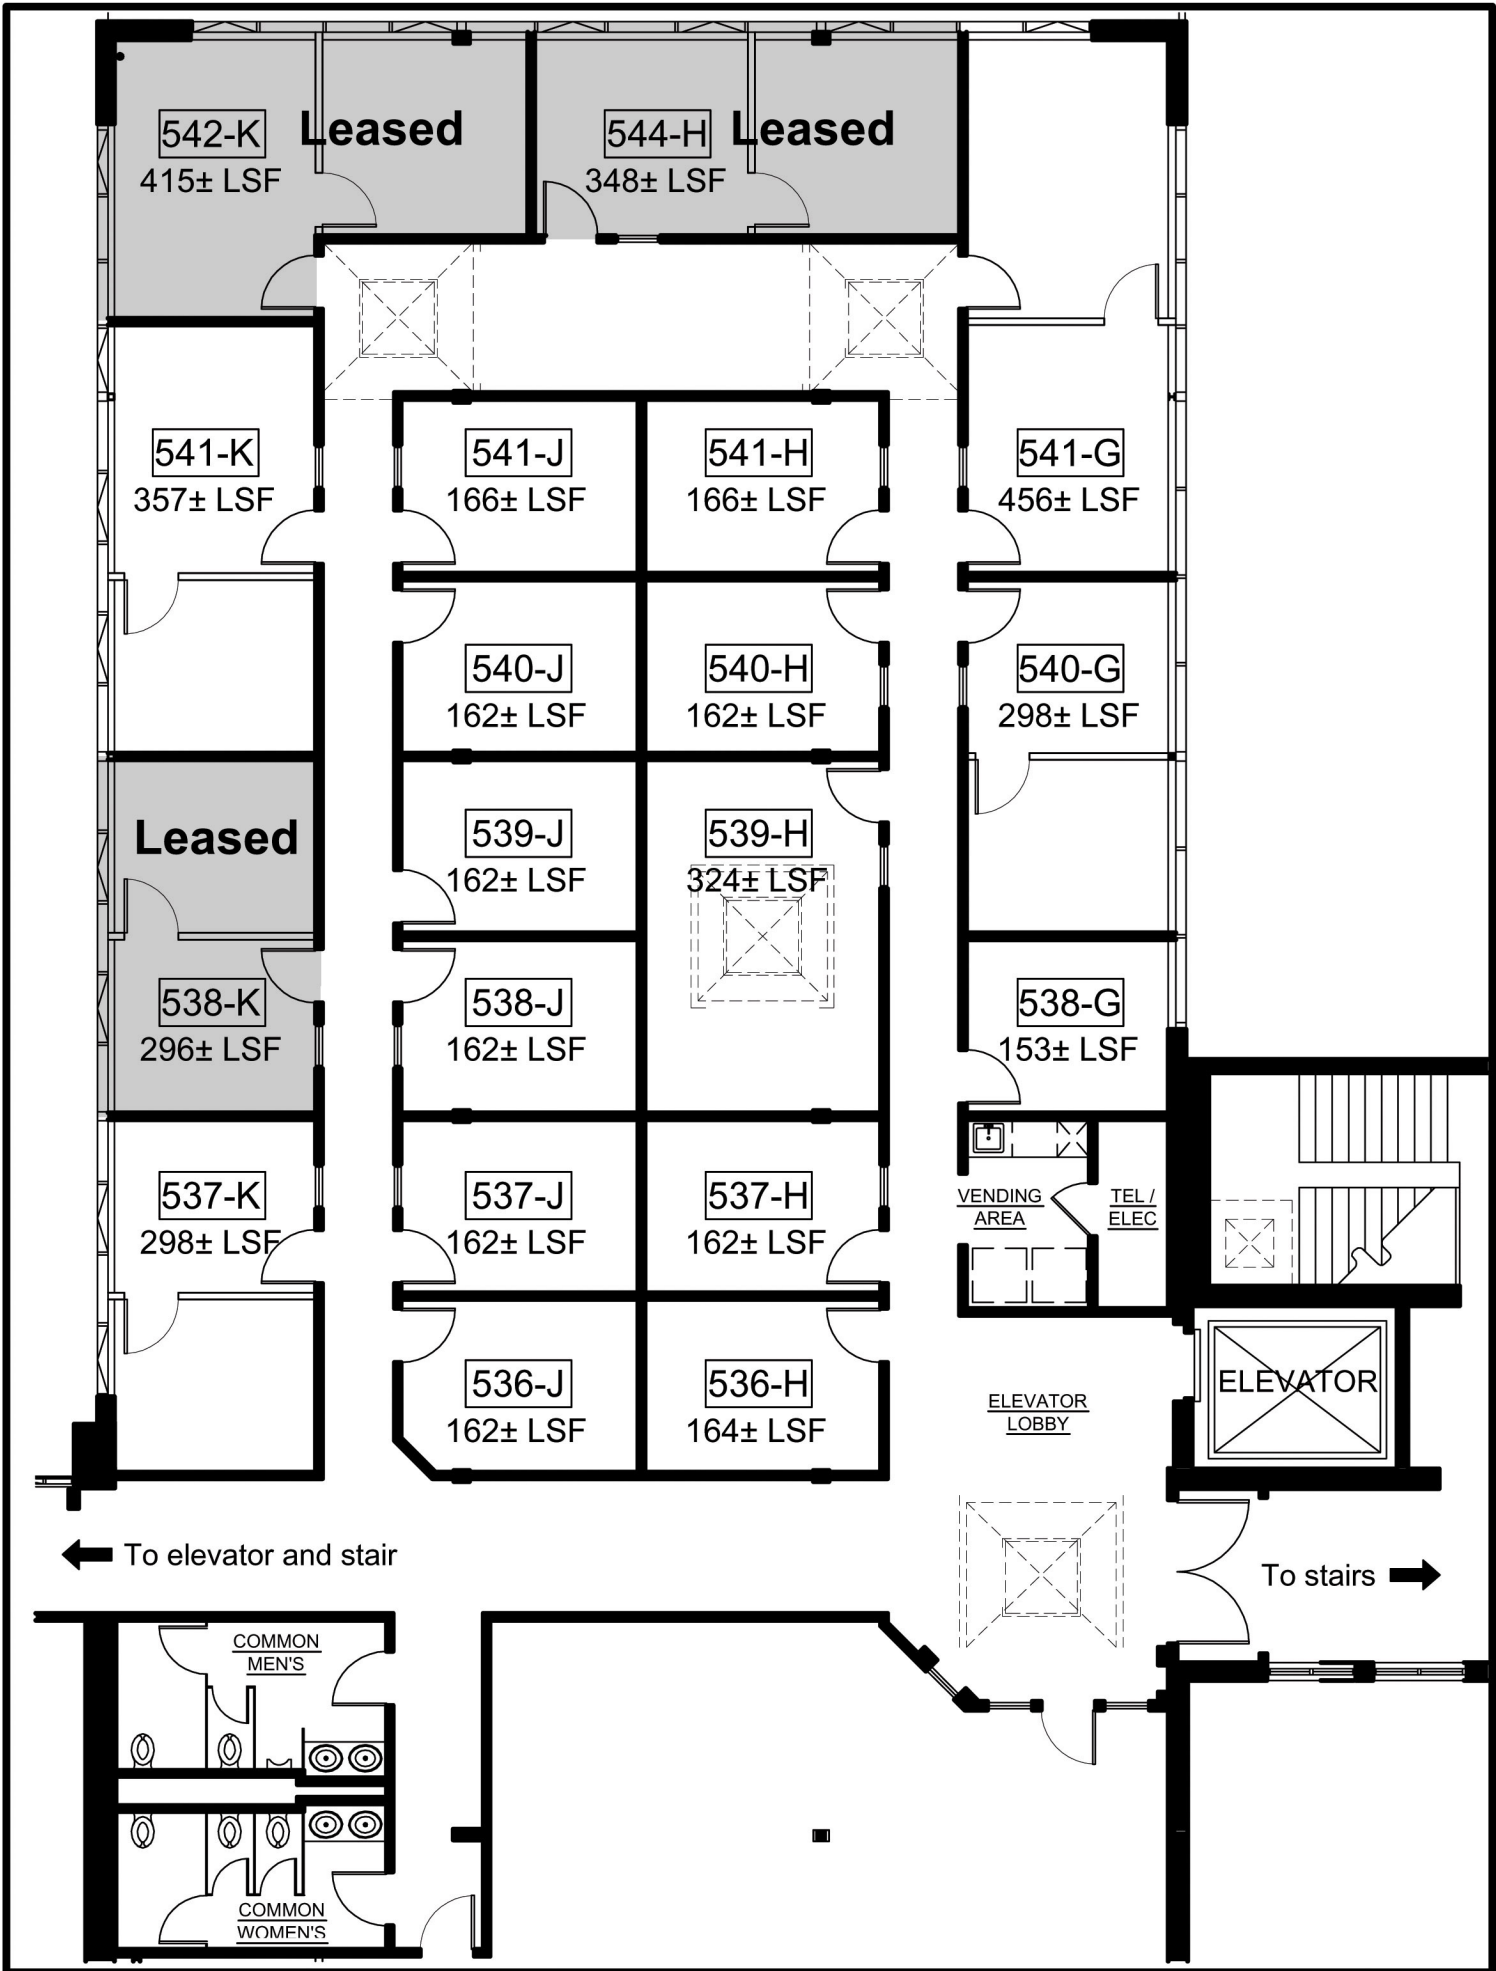 542-K
415± LSF
Leased
544-H
348± LSF
Leased
541-K
357± LSF
541-J
166± LSF
541-H
166± LSF
541-G
456± LSF
540-J
162± LSF
540-H
162± LSF
540-G
298± LSF
Leased
539-J
162± LSF
539-H
324± LSF
538-K
296± LSF
538-J
162± LSF
538-G
153± LSF
537-K
298± LSF
537-J
162± LSF
537-H
162± LSF
VENDING
AREA
TEL /
ELEC
536-J
162± LSF
536-H
164± LSF
ELEVATOR
LOBBY
ELEVATOR
To elevator and stair
To stairs
COMMON
MEN'S
COMMON
WOMEN'S